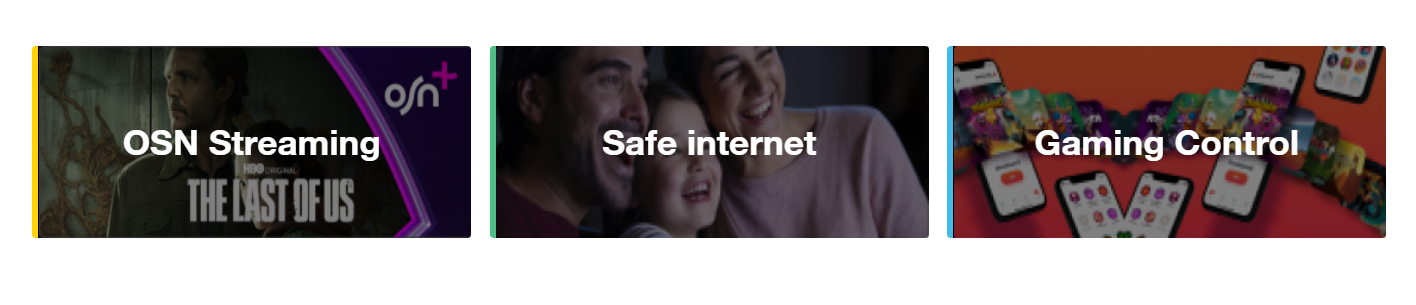 osn+
OSN Streaming
HBO ORIGINAL
THE LAST OF US
Safe internet
Gaming Control